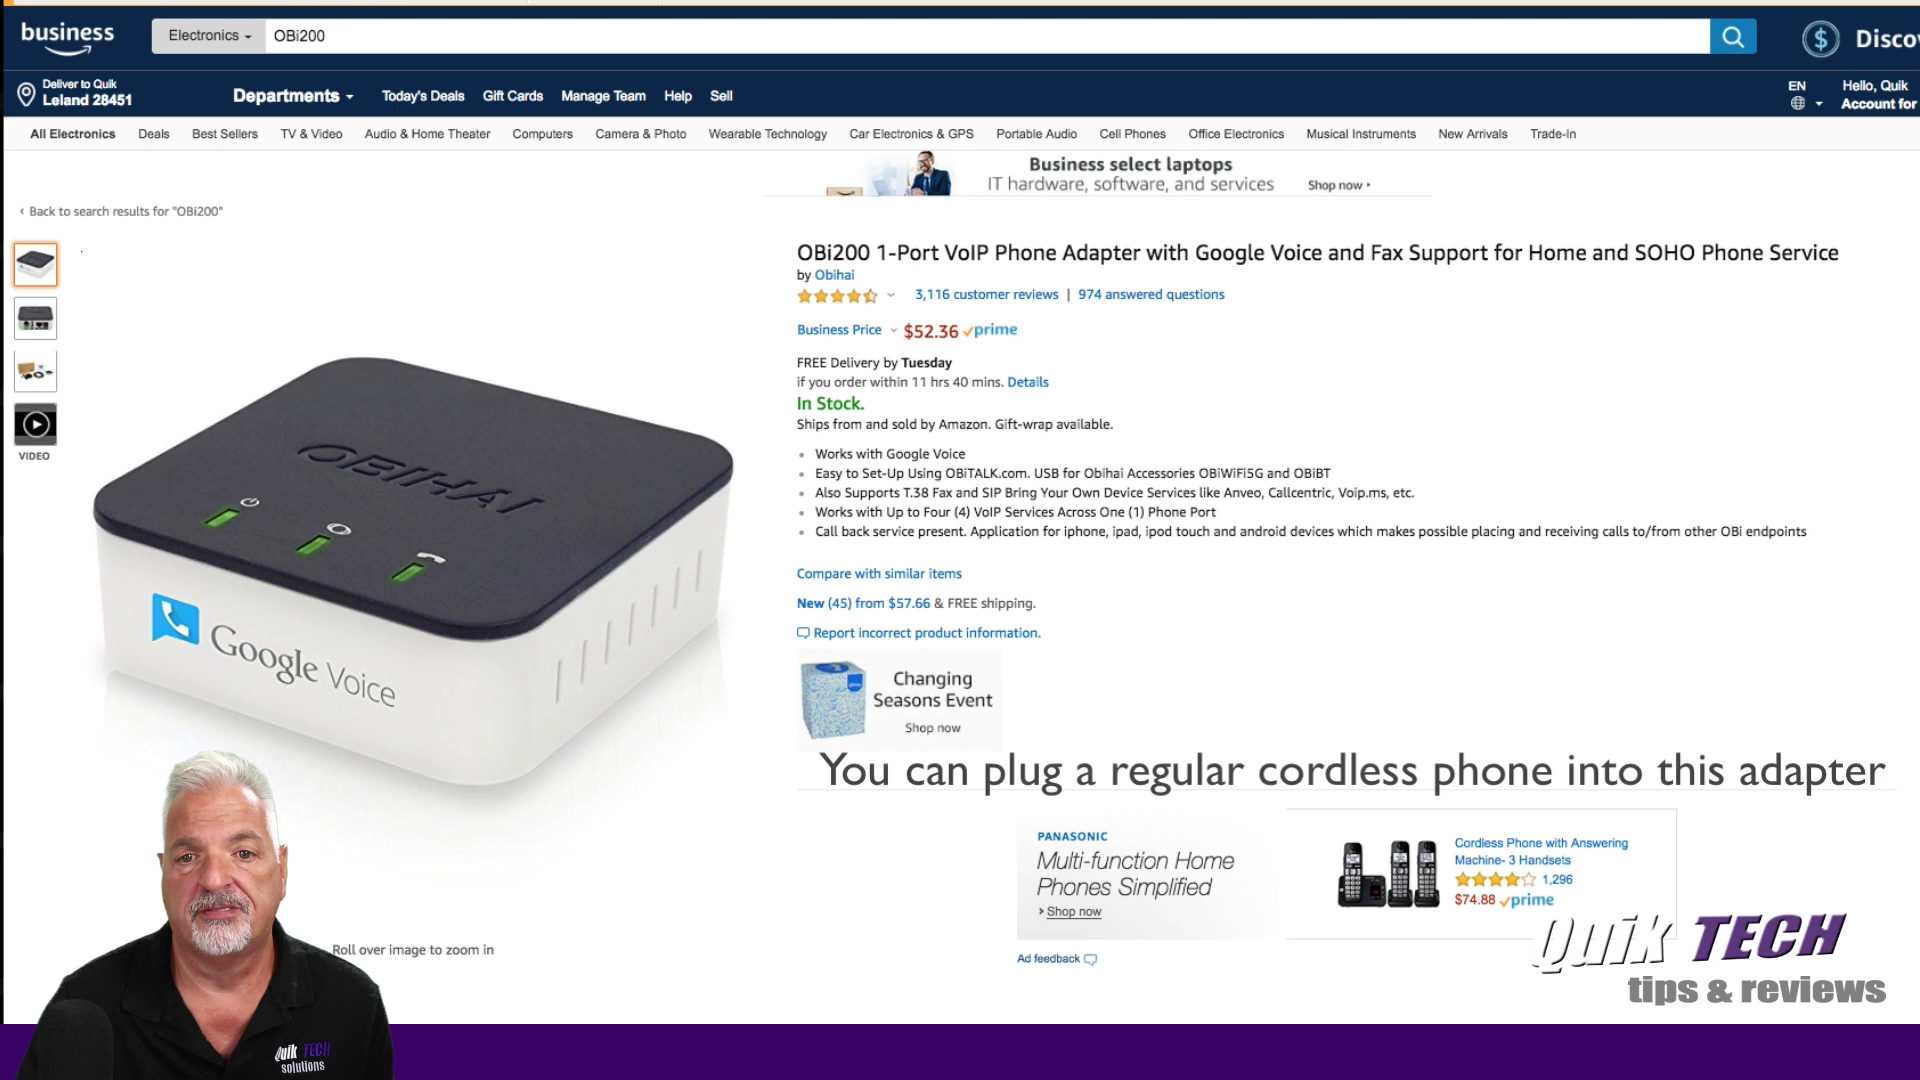 business
Electronics
OBi200
Disco
Deliver to Quik
Leland 28451
Departments
Today's Deals
Gift Cards
Manage Team
Help
Sell
EN
Hello, Quik
Account for
All Electronics
Deals
Best Sellers
TV & Video
Audio & Home Theater
Computers
Camera & Photo
Wearable Technology
Car Electronics & GPS
Portable Audio
Cell Phones
Office Electronics
Musical Instruments
New Arrivals
Trade-In
Business select laptops
IT hardware, software, and services
Shop now
‹ Back to search results for "OBi200"
VIDEO
OBIHAI
Google Voice
Roll over image to zoom in
OBi200 1-Port VoIP Phone Adapter with Google Voice and Fax Support for Home and SOHO Phone Service
by Obihai
3,116 customer reviews | 974 answered questions
Business Price $52.36 prime
FREE Delivery by Tuesday
if you order within 11 hrs 40 mins. Details
In Stock.
Ships from and sold by Amazon. Gift-wrap available.
Works with Google Voice
Easy to Set-Up Using OBiTALK.com. USB for Obihai Accessories OBiWiFi5G and OBiBT
Also Supports T.38 Fax and SIP Bring Your Own Device Services like Anveo, Callcentric, Voip.ms, etc.
Works with Up to Four (4) VoIP Services Across One (1) Phone Port
Call back service present. Application for iphone, ipad, ipod touch and android devices which makes possible placing and receiving calls to/from other OBi endpoints
Compare with similar items
New (45) from $57.66 & FREE shipping.
Report incorrect product information.
Changing
Seasons Event
Shop now
You can plug a regular cordless phone into this adapter
PANASONIC
Multi-function Home
Phones Simplified
› Shop now
Cordless Phone with Answering
Machine- 3 Handsets
1,296
$74.88 prime
Ad feedback
Quik TECH
tips & reviews
Quik TECH
solutions